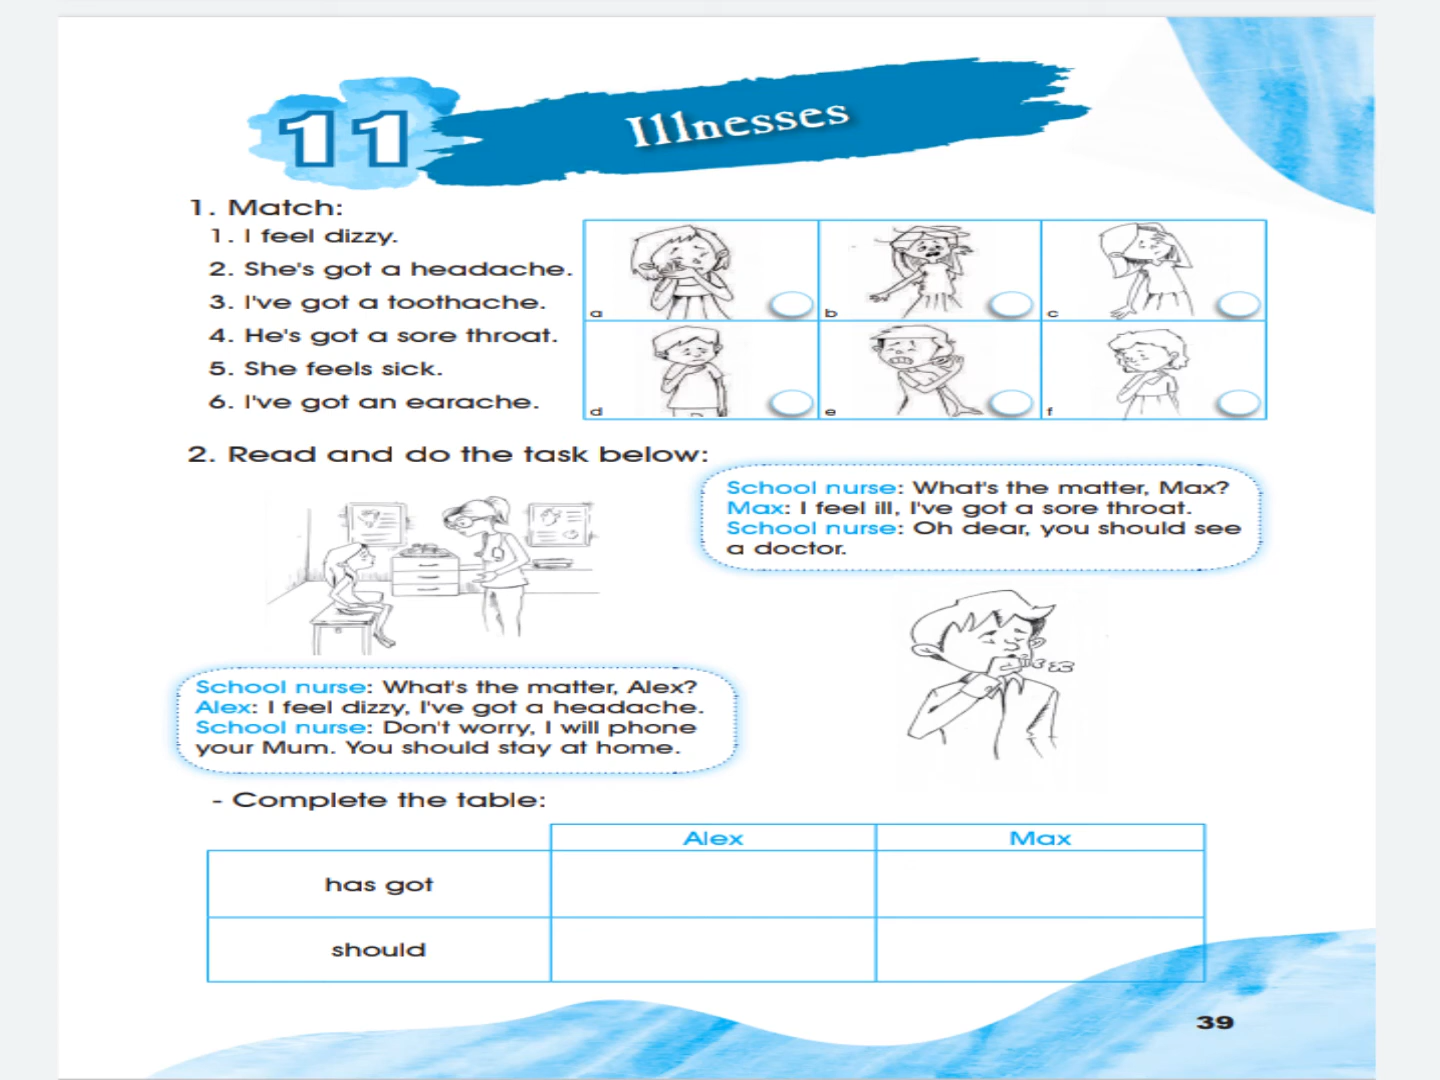 11
Illnesses
1. Match:
1. I feel dizzy.
2. She's got a headache.
3. I've got a toothache.
4. He's got a sore throat.
5. She feels sick.
6. I've got an earache.
a
b
c
d
e
f
2. Read and do the task below:
School nurse: What's the matter, Max?
Max: I feel ill, I've got a sore throat.
School nurse: Oh dear, you should see
a doctor.
School nurse: What's the matter, Alex?
Alex: I feel dizzy, I've got a headache.
School nurse: Don't worry, I will phone
your Mum. You should stay at home.
- Complete the table:
Alex
Max
has got
should
39